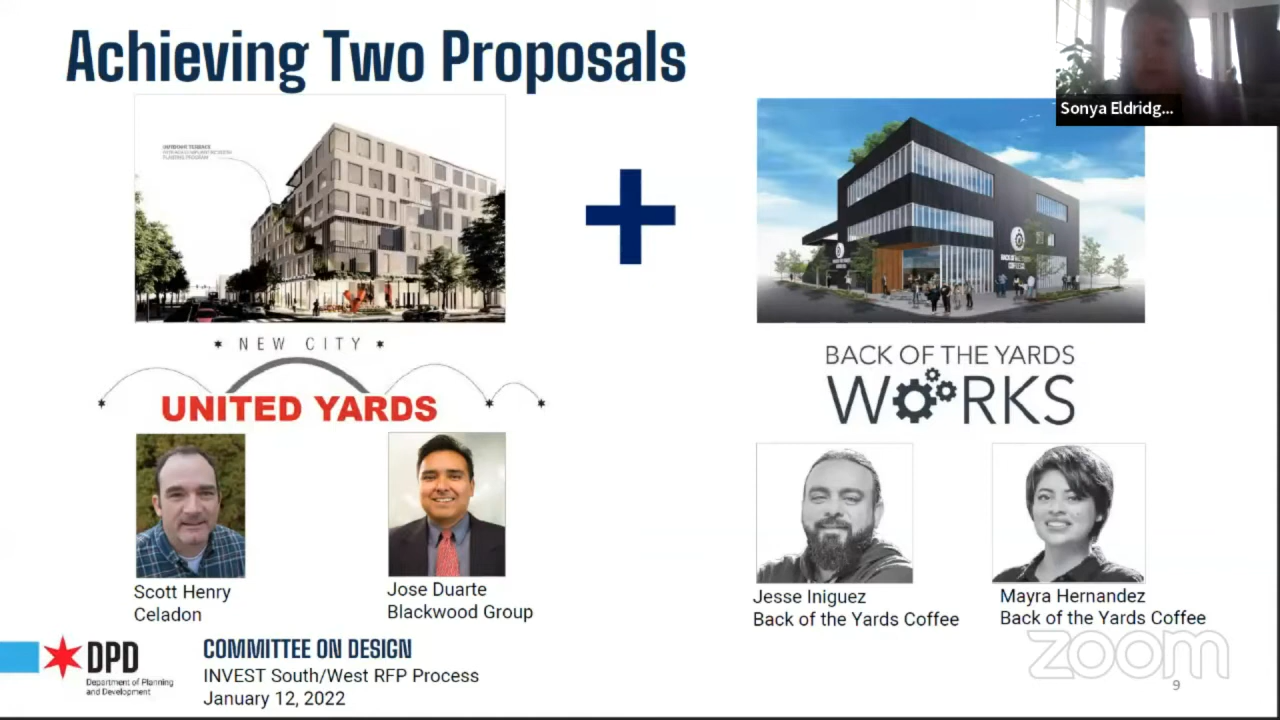 Achieving Two Proposals
Sonya Eldridg...
NEW CITY
UNITED YARDS
BACK OF THE YARDS
WORKS
Scott Henry
Celadon
Jose Duarte
Blackwood Group
Jesse Iniguez
Back of the Yards Coffee
Mayra Hernandez
Back of the Yards Coffee
DPD
Department of Planning
and Development
COMMITTEE ON DESIGN
INVEST South/West RFP Process
January 12, 2022
zoom
9